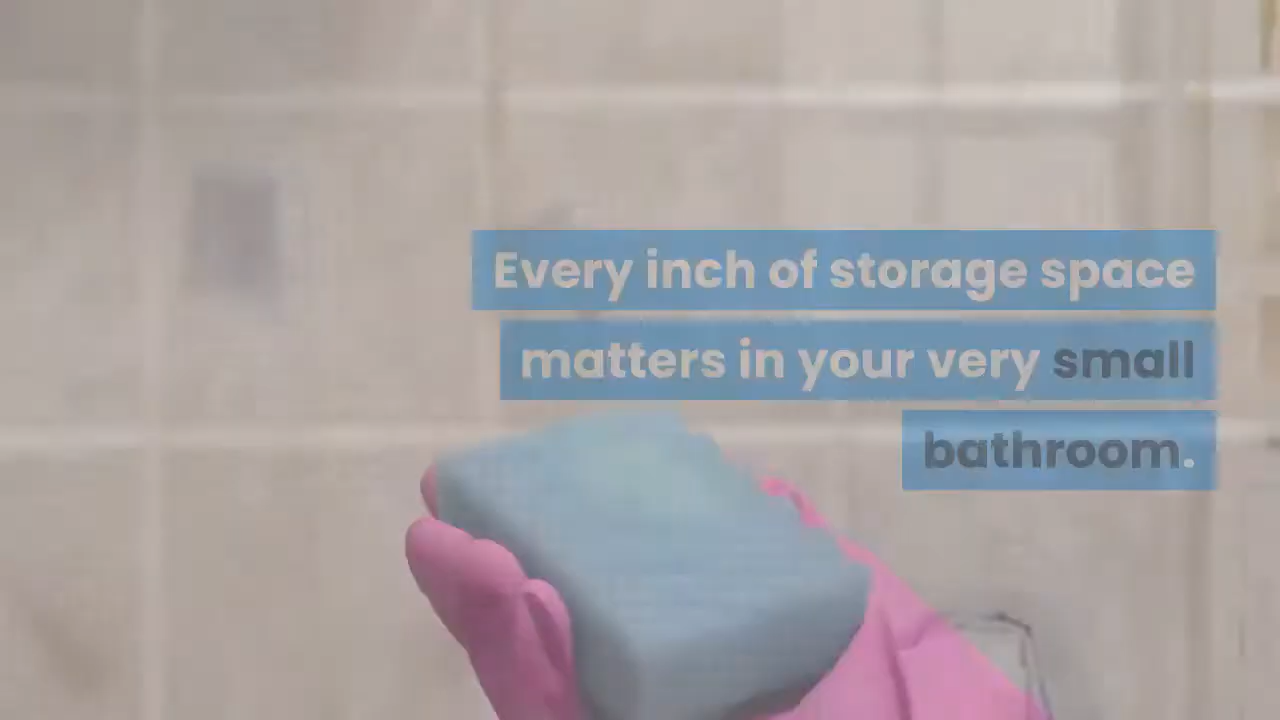 Every inch of storage space
matters in your very small
bathroom.